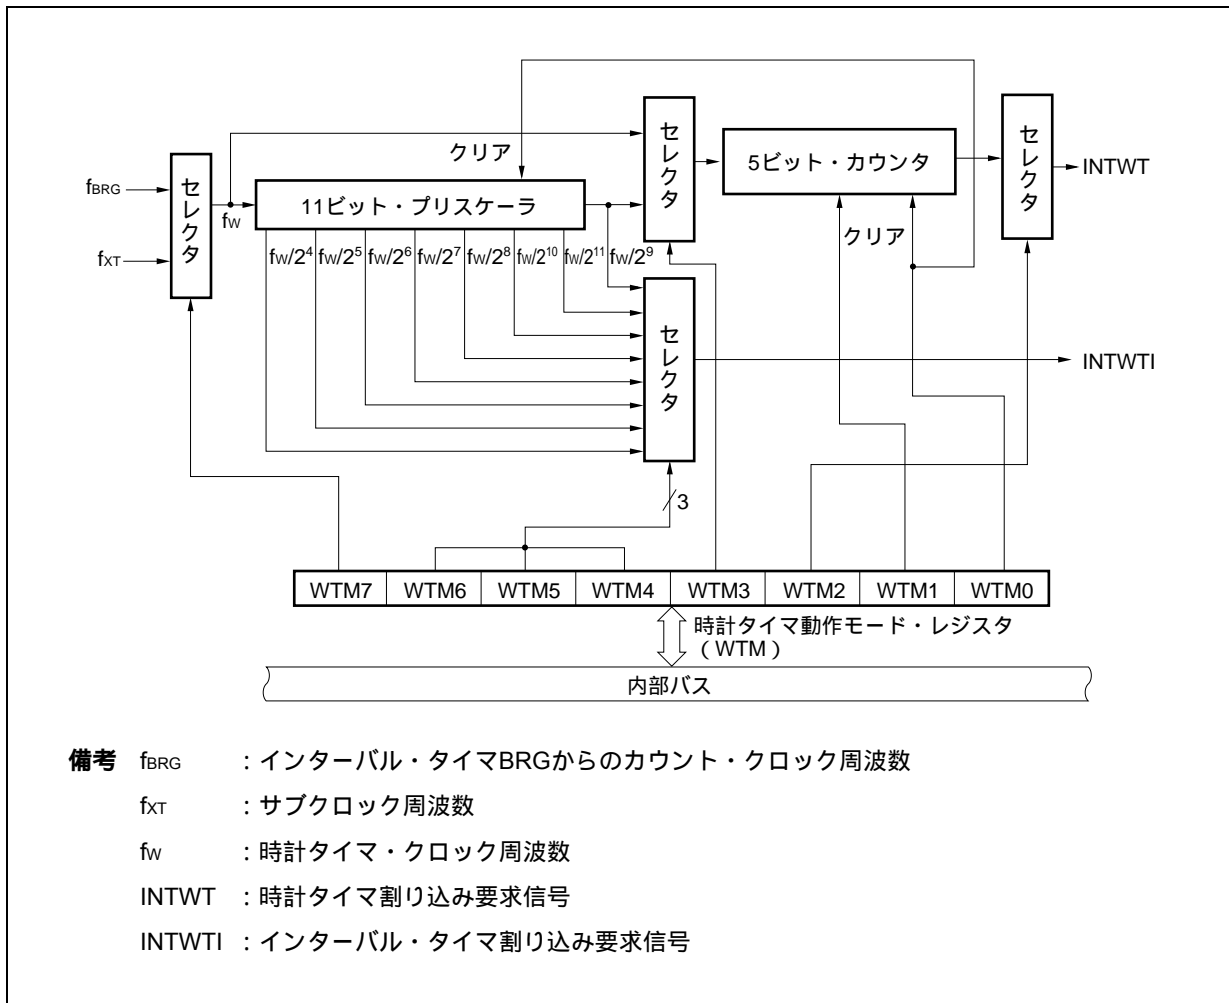 クリア
セレクタ
5ビット・カウンタ
セレクタ
INTWT
fBRG
fXT
セレクタ
fW
11ビット・プリスケーラ
クリア
fW/2⁴ fW/2⁵ fW/2⁶ fW/2⁷ fW/2⁸ fW/2¹⁰ fW/2¹¹ fW/2⁹
セレクタ
INTWTI
3
WTM7 WTM6 WTM5 WTM4 WTM3 WTM2 WTM1 WTM0
時計タイマ動作モード・レジスタ
（WTM）
内部バス
備考 fBRG ：インターバル・タイマBRGからのカウント・クロック周波数
fXT ：サブクロック周波数
fW ：時計タイマ・クロック周波数
INTWT ：時計タイマ割り込み要求信号
INTWTI ：インターバル・タイマ割り込み要求信号